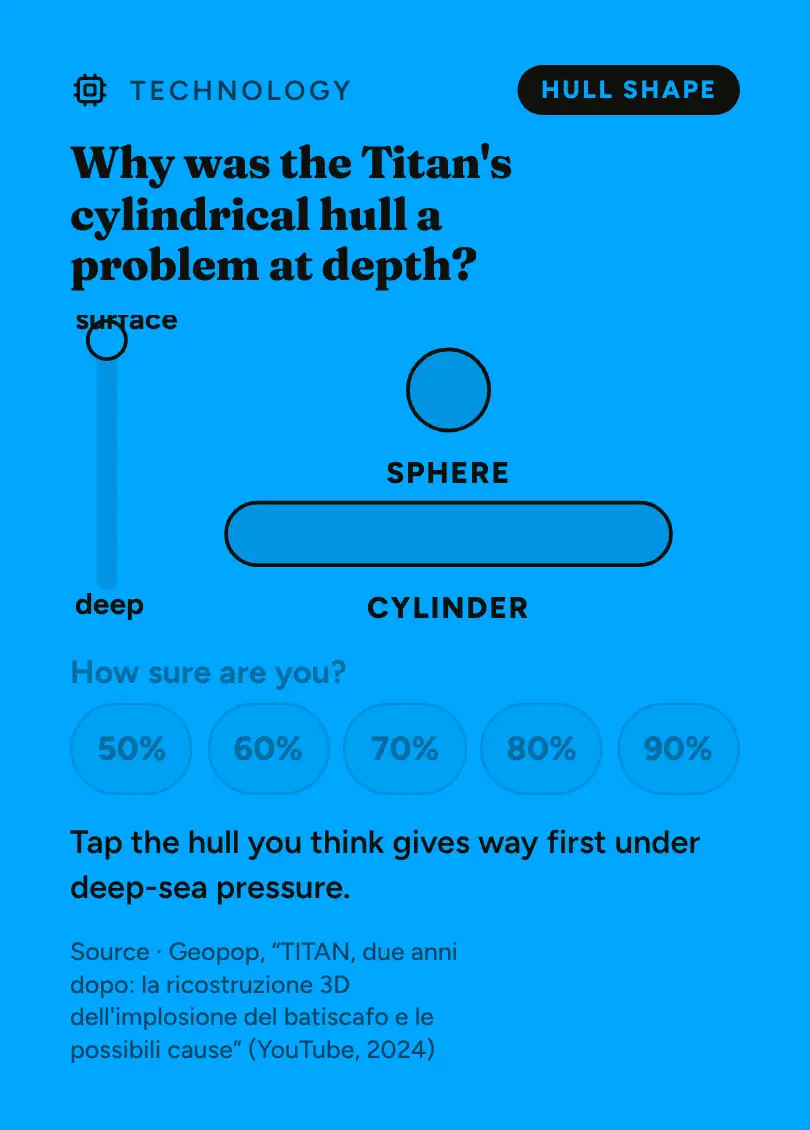 TECHNOLOGY
HULL SHAPE
Why was the Titan's
cylindrical hull a
problem at depth?
surface
SPHERE
deep
CYLINDER
How sure are you?
50% 60% 70% 80% 90%
Tap the hull you think gives way first under
deep-sea pressure.
Source · Geopop, “TITAN, due anni
dopo: la ricostruzione 3D
dell'implosione del batiscafo e le
possibili cause” (YouTube, 2024)